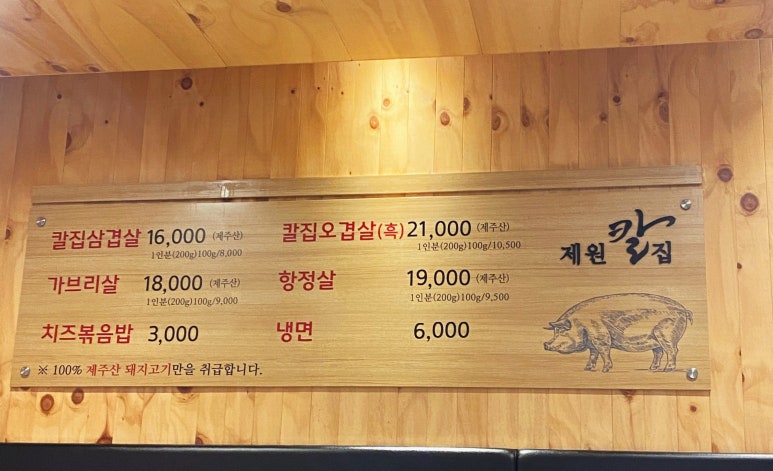 칼집삼겹살 16,000 (제주산)
1인분(200g)100g/8,000
가브리살 18,000 (제주산)
1인분(200g)100g/9,000
치즈볶음밥 3,000
칼집오겹살(흑) 21,000 (제주산)
1인분(200g)100g/10,500
항정살 19,000 (제주산)
1인분(200g)100g/9,500
냉면 6,000
※ 100% 제주산 돼지고기만을 취급합니다.
제원 칼집